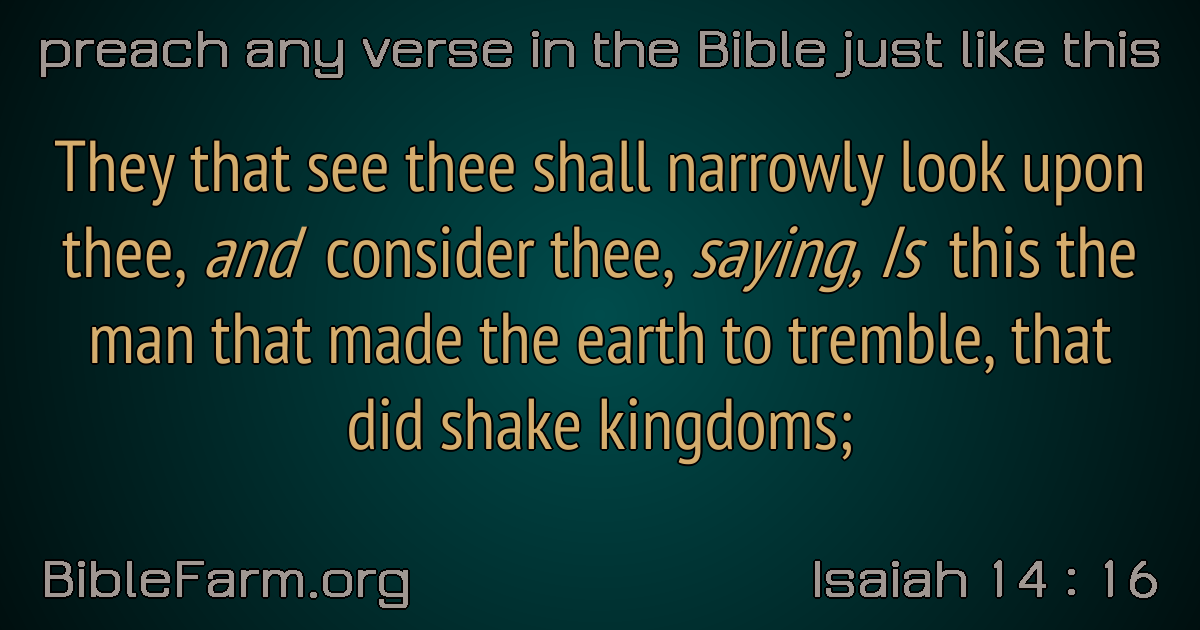 preach any verse in the Bible just like this
They that see thee shall narrowly look upon
thee, and consider thee, saying, Is this the
man that made the earth to tremble, that
did shake kingdoms;
BibleFarm.org
Isaiah 14 : 16